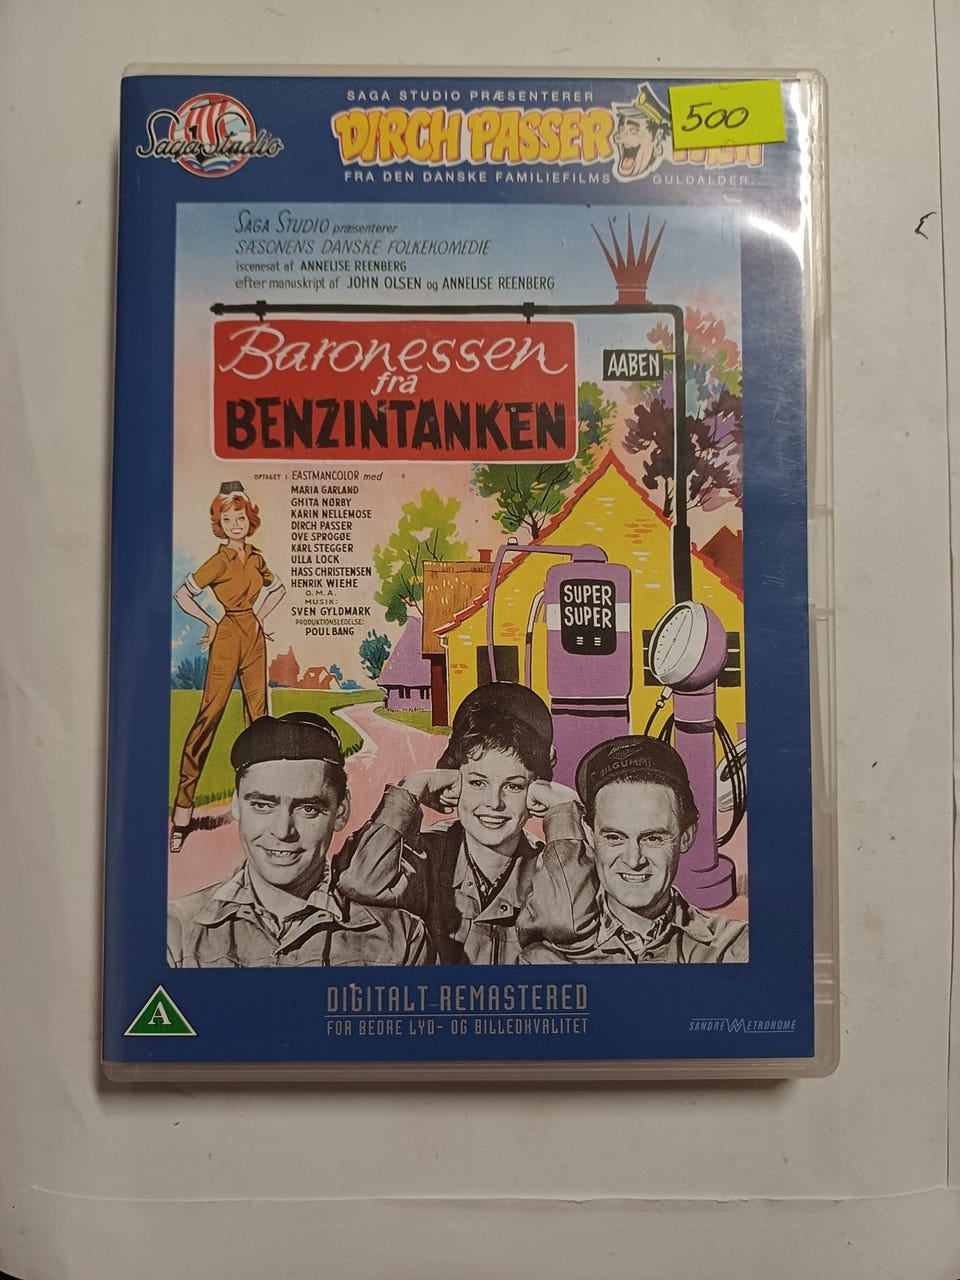 SAGA STUDIO PRÆSENTERER
Saga Studio
DIRCH PASSER
500
FRA DEN DANSKE FAMILIEFILMS GULDALDER...
SAGA STUDIO præsenterer
SÆSONENS DANSKE FOLKEKOMEDIE
iscenesat af ANNELISE REENBERG
efter manuskript af JOHN OLSEN og ANNELISE REENBERG
Baronessen
fra
BENZINTANKEN
AABEN
OPTAGET I EASTMANCOLOR med
MARIA GARLAND
GHITA NØRBY
KARIN NELLEMOSE
DIRCH PASSER
OVE SPROGØE
KARL STEGGER
ULLA LOCK
HASS CHRISTENSEN
HENRIK WIEHE
O.M.A.
MUSIK:
SVEN GYLDMARK
PRODUKTIONSLEDELSE:
POUL BANG
SUPER
SUPER
A
DIGITALT REMASTERED
FOR BEDRE LYD- OG BILLEDKVALITET
SANDREW METRONOME